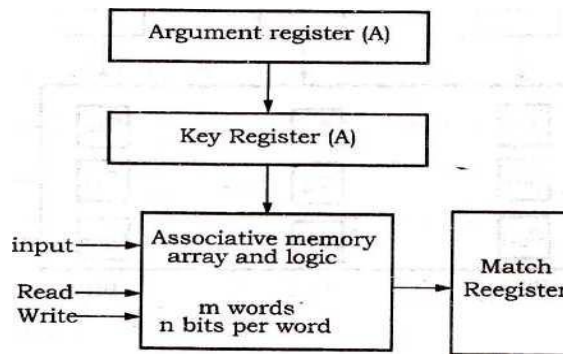 Argument register (A)
Key Register (A)
input
Read
Write
Associative memory
array and logic
m words
n bits per word
Match
Reegister